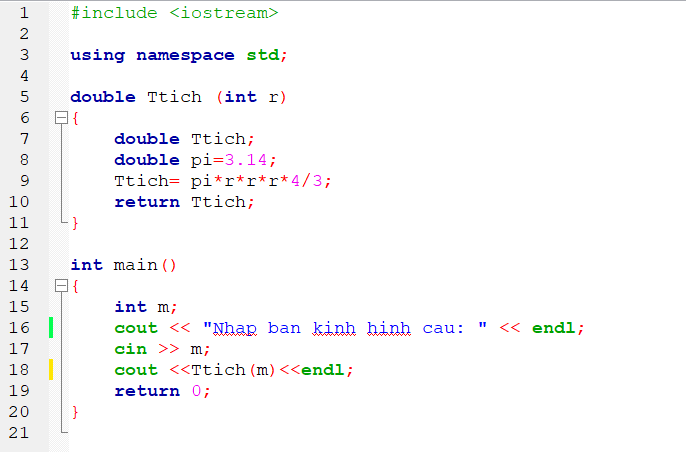 1 #include <iostream>
2
3 using namespace std;
4
5 double Ttich (int r)
6 {
7 double Ttich;
8 double pi=3.14;
9 Ttich= pi*r*r*r*4/3;
10 return Ttich;
11 }
12
13 int main()
14 {
15 int m;
16 cout << "Nhap ban kinh hinh cau: " << endl;
17 cin >> m;
18 cout <<Ttich(m)<<endl;
19 return 0;
20 }
21